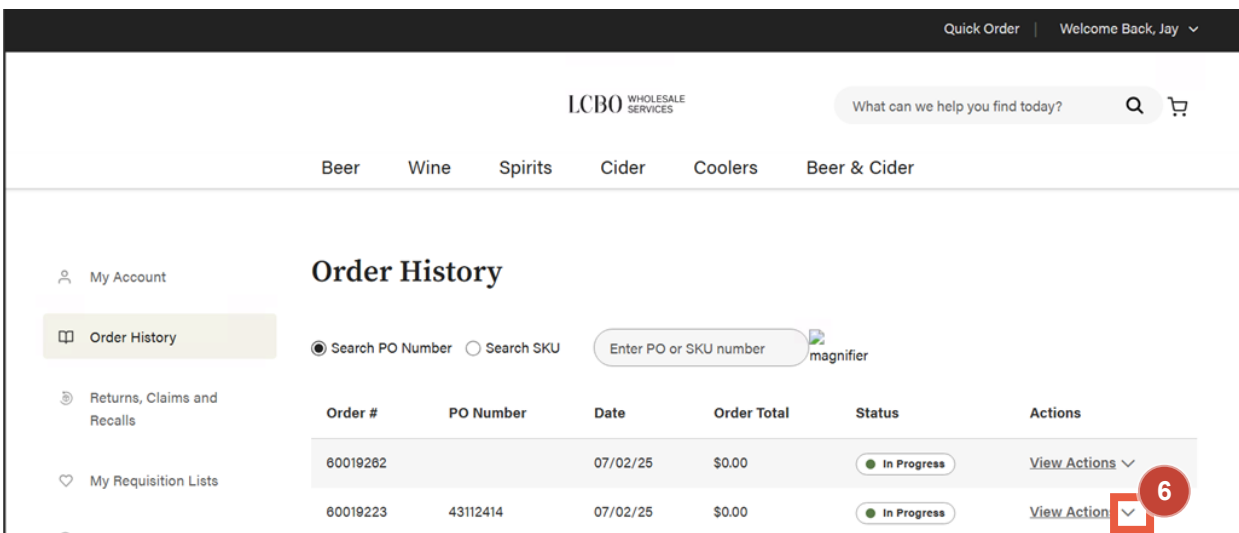 Quick Order | Welcome Back, Jay
LCBO WHOLESALE SERVICES
What can we help you find today?
Beer Wine Spirits Cider Coolers Beer & Cider
My Account
Order History
Returns, Claims and
Recalls
My Requisition Lists
Order History
Search PO Number Search SKU Enter PO or SKU number magnifier
Order # PO Number Date Order Total Status Actions
60019262 07/02/25 $0.00 In Progress View Actions
60019223 43112414 07/02/25 $0.00 In Progress View Action
6